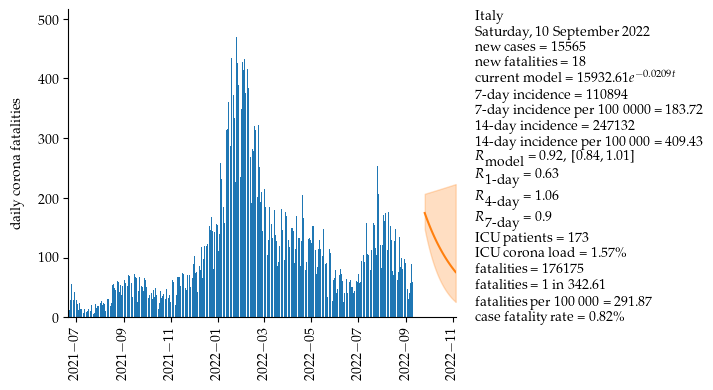 500
400
300
200
100
0
daily corona fatalities
2021−07
2021−09
2021−11
2022−01
2022−03
2022−05
2022−07
2022−09
2022−11
Italy
Saturday, 10 September 2022
new cases = 15565
new fatalities = 18
current model = 15932.61e^{−0.0209t}
7-day incidence = 110894
7-day incidence per 100 0000 = 183.72
14-day incidence = 247132
14-day incidence per 100 000 = 409.43
R_model = 0.92, [0.84, 1.01]
R_1-day = 0.63
R_4-day = 1.06
R_7-day = 0.9
ICU patients = 173
ICU corona load = 1.57%
fatalities = 176175
fatalities = 1 in 342.61
fatalities per 100 000 = 291.87
case fatality rate = 0.82%